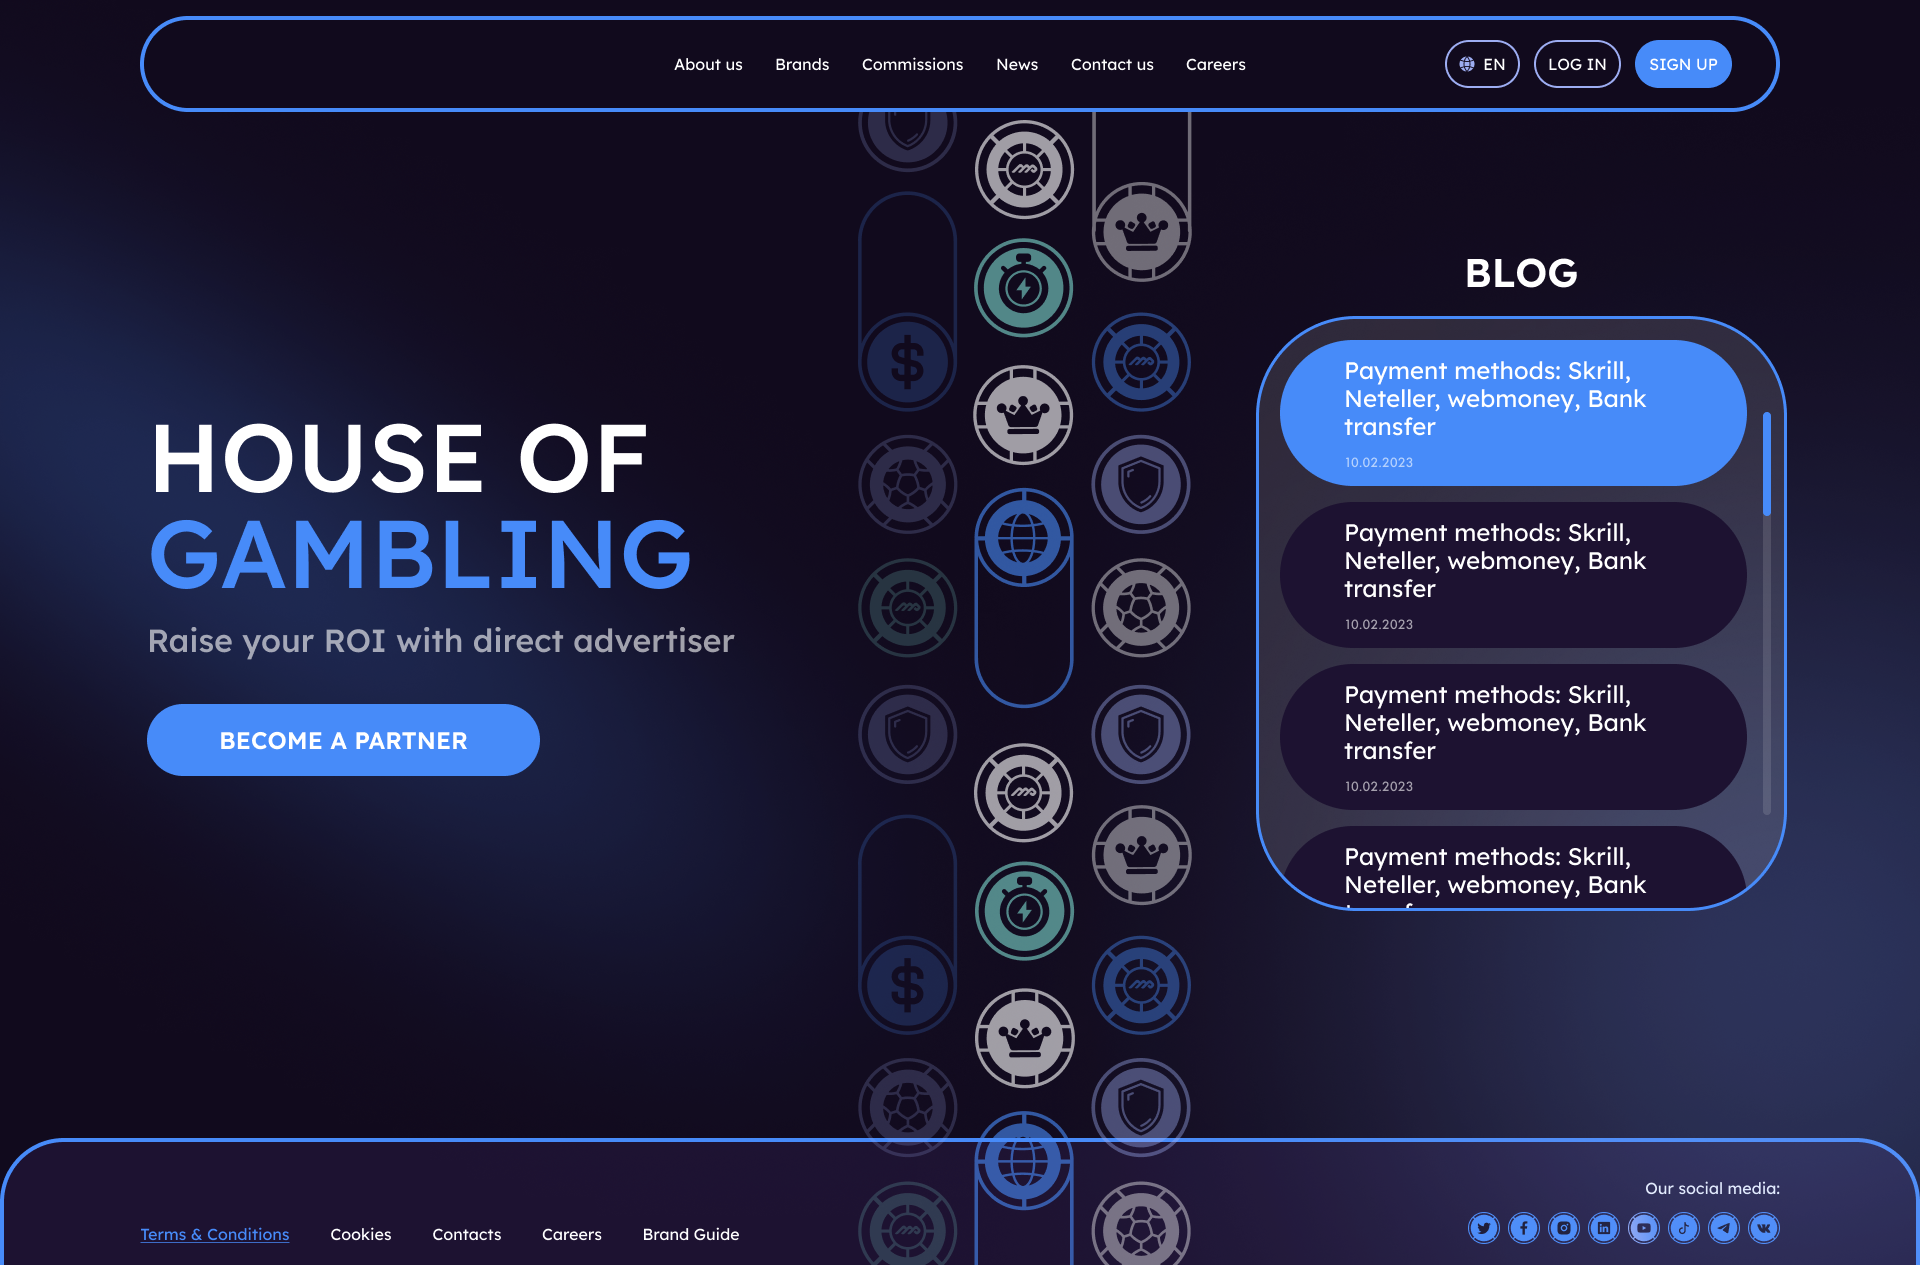 About us
Brands
Commissions
News
Contact us
Careers
EN
LOG IN
SIGN UP
HOUSE OF
GAMBLING
Raise your ROI with direct advertiser
BECOME A PARTNER
BLOG
Payment methods: Skrill,
Neteller, webmoney, Bank
transfer
10.02.2023
Payment methods: Skrill,
Neteller, webmoney, Bank
transfer
10.02.2023
Payment methods: Skrill,
Neteller, webmoney, Bank
transfer
10.02.2023
Payment methods: Skrill,
Neteller, webmoney, Bank
Terms & Conditions
Cookies
Contacts
Careers
Brand Guide
Our social media: